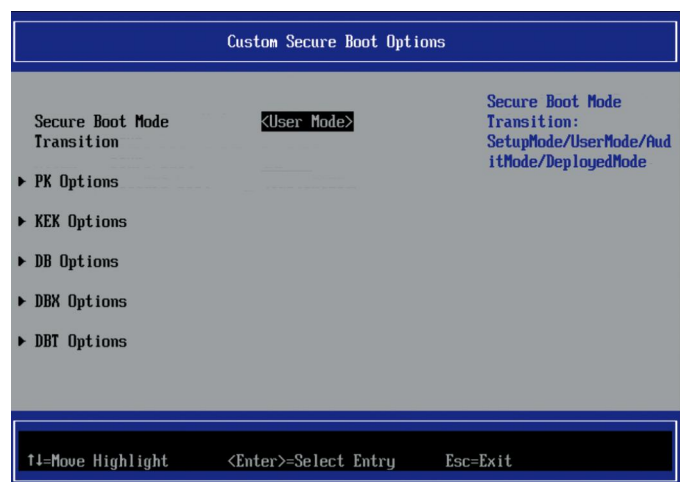 Custom Secure Boot Options
Secure Boot Mode
Transition
<User Mode>
▶ PK Options
▶ KEK Options
▶ DB Options
▶ DBX Options
▶ DBT Options
Secure Boot Mode
Transition:
SetupMode/UserMode/Aud
itMode/DeployedMode
↑↓=Move Highlight <Enter>=Select Entry Esc=Exit